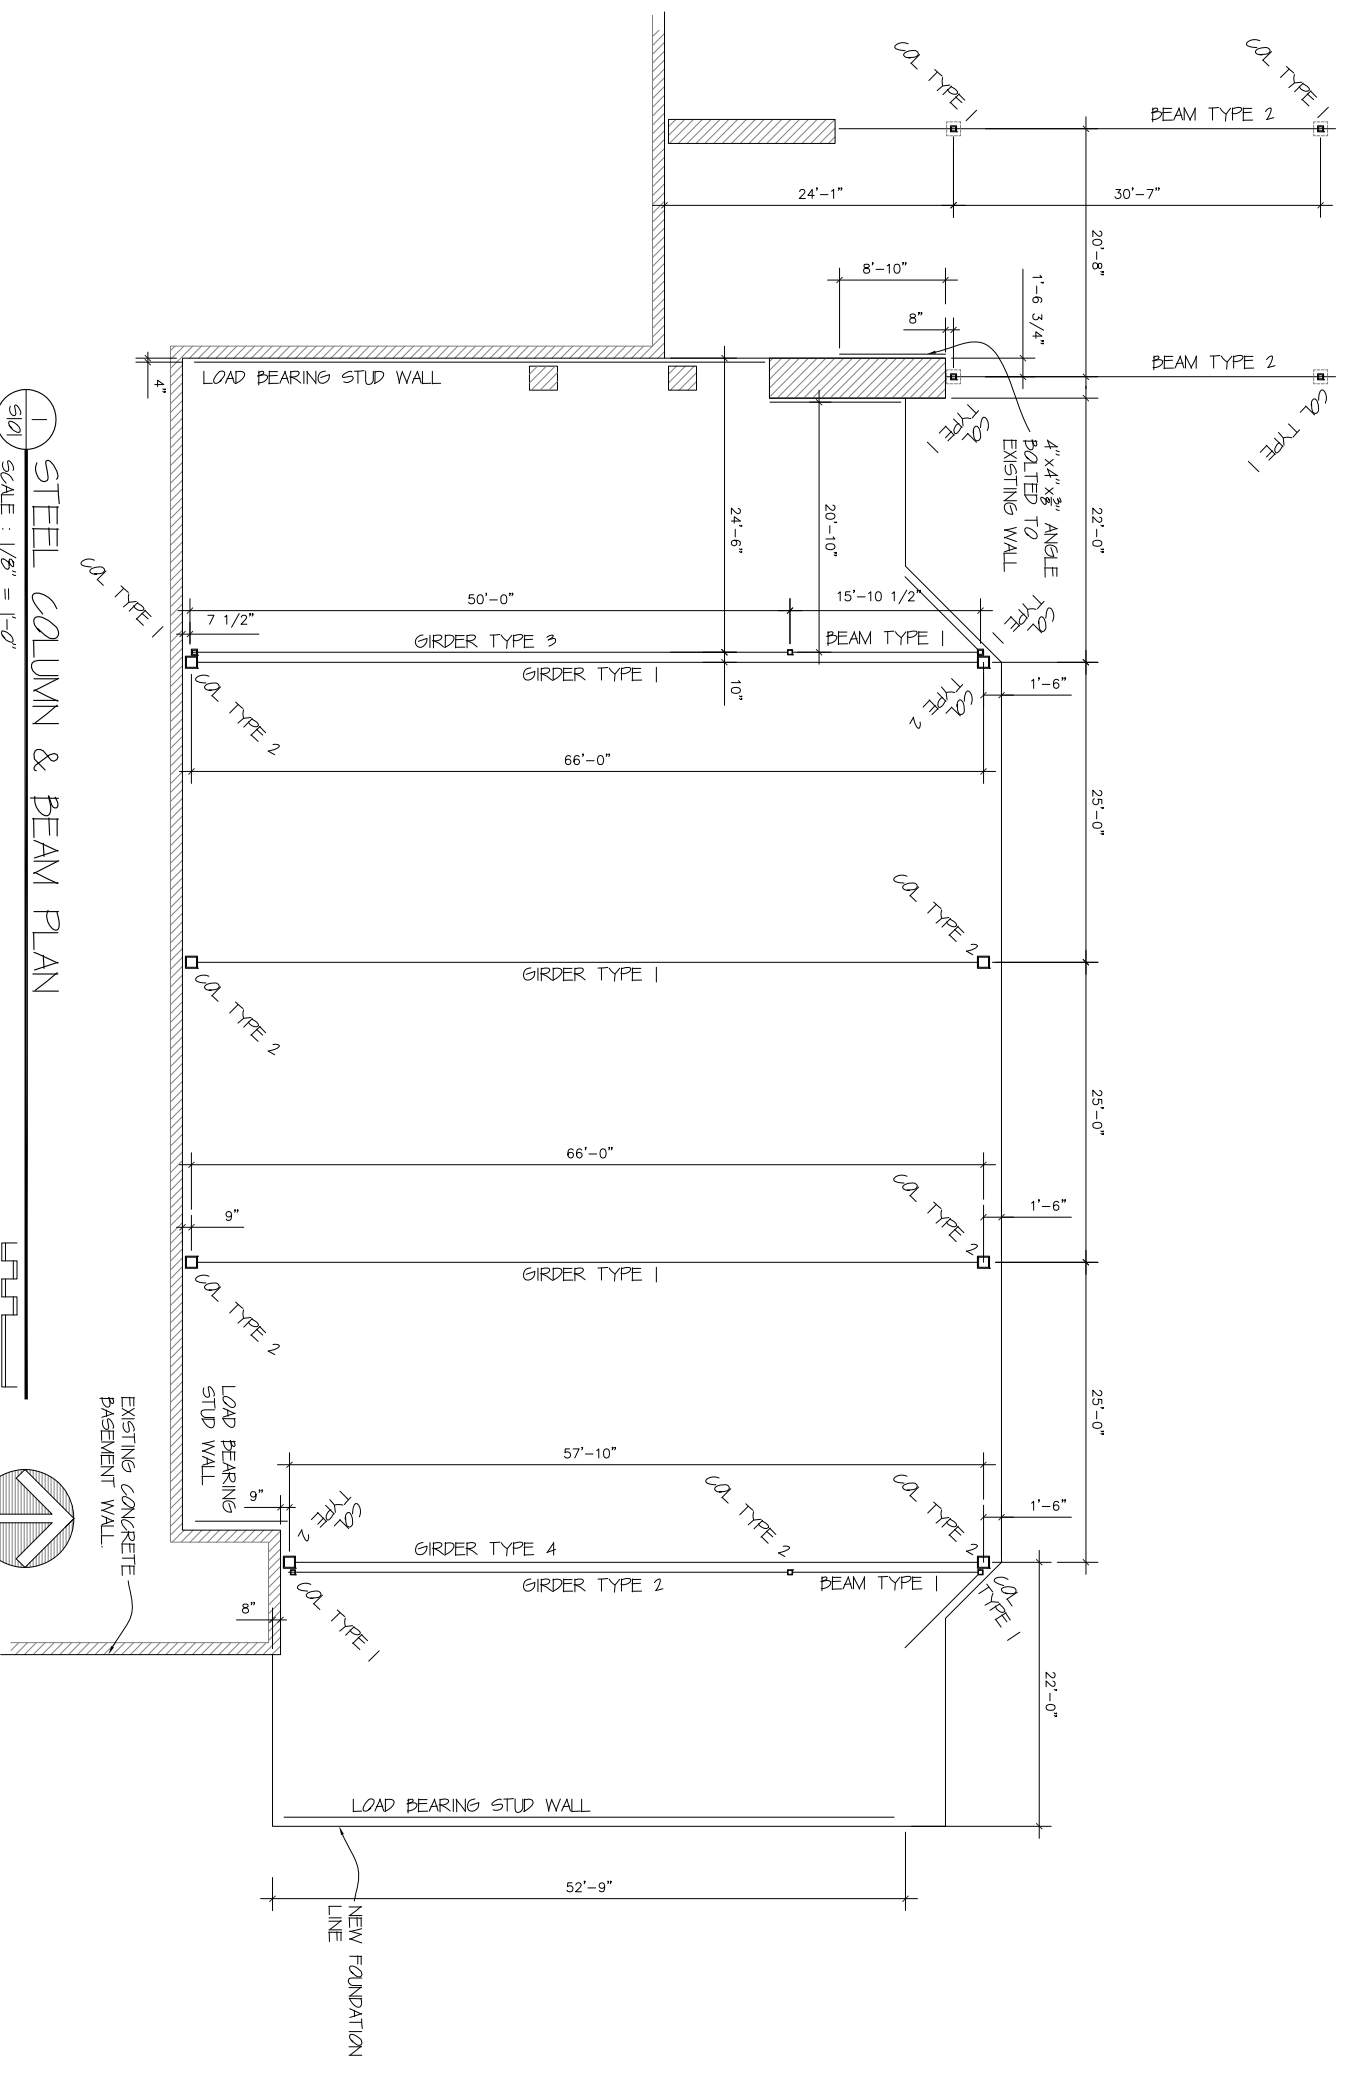 COL TYPE 1
COL TYPE 1
BEAM TYPE 2
24'-1"
30'-7"
20'-8"
8'-10"
1'-6 3/4"
8"
BEAM TYPE 2
COL TYPE 1
COL
TYPE 1
4"
LOAD BEARING STUD WALL
4"x4"x3/8" ANGLE
BOLTED TO
EXISTING WALL
24'-6"
20'-10"
22'-0"
COL TYPE 1
50'-0"
15'-10 1/2"
COL
TYPE 1
7 1/2"
GIRDER TYPE 3
BEAM TYPE 1
GIRDER TYPE 1
10"
1'-6"
COL TYPE 2
COL
TYPE 2
66'-0"
25'-0"
COL TYPE 2
GIRDER TYPE 1
COL TYPE 2
25'-0"
66'-0"
COL TYPE 2
9"
1'-6"
GIRDER TYPE 1
COL TYPE 2
25'-0"
LOAD BEARING
STUD WALL
57'-10"
COL TYPE 2
COL TYPE 2
9"
COL
TYPE 2
1'-6"
GIRDER TYPE 4
GIRDER TYPE 2
BEAM TYPE 1
COL TYPE 1
COL
TYPE 1
8"
EXISTING CONCRETE
BASEMENT WALL.
22'-0"
LOAD BEARING STUD WALL
52'-9"
NEW FOUNDATION
LINE
1
S101
STEEL COLUMN & BEAM PLAN
SCALE : 1/8" = 1'-0"